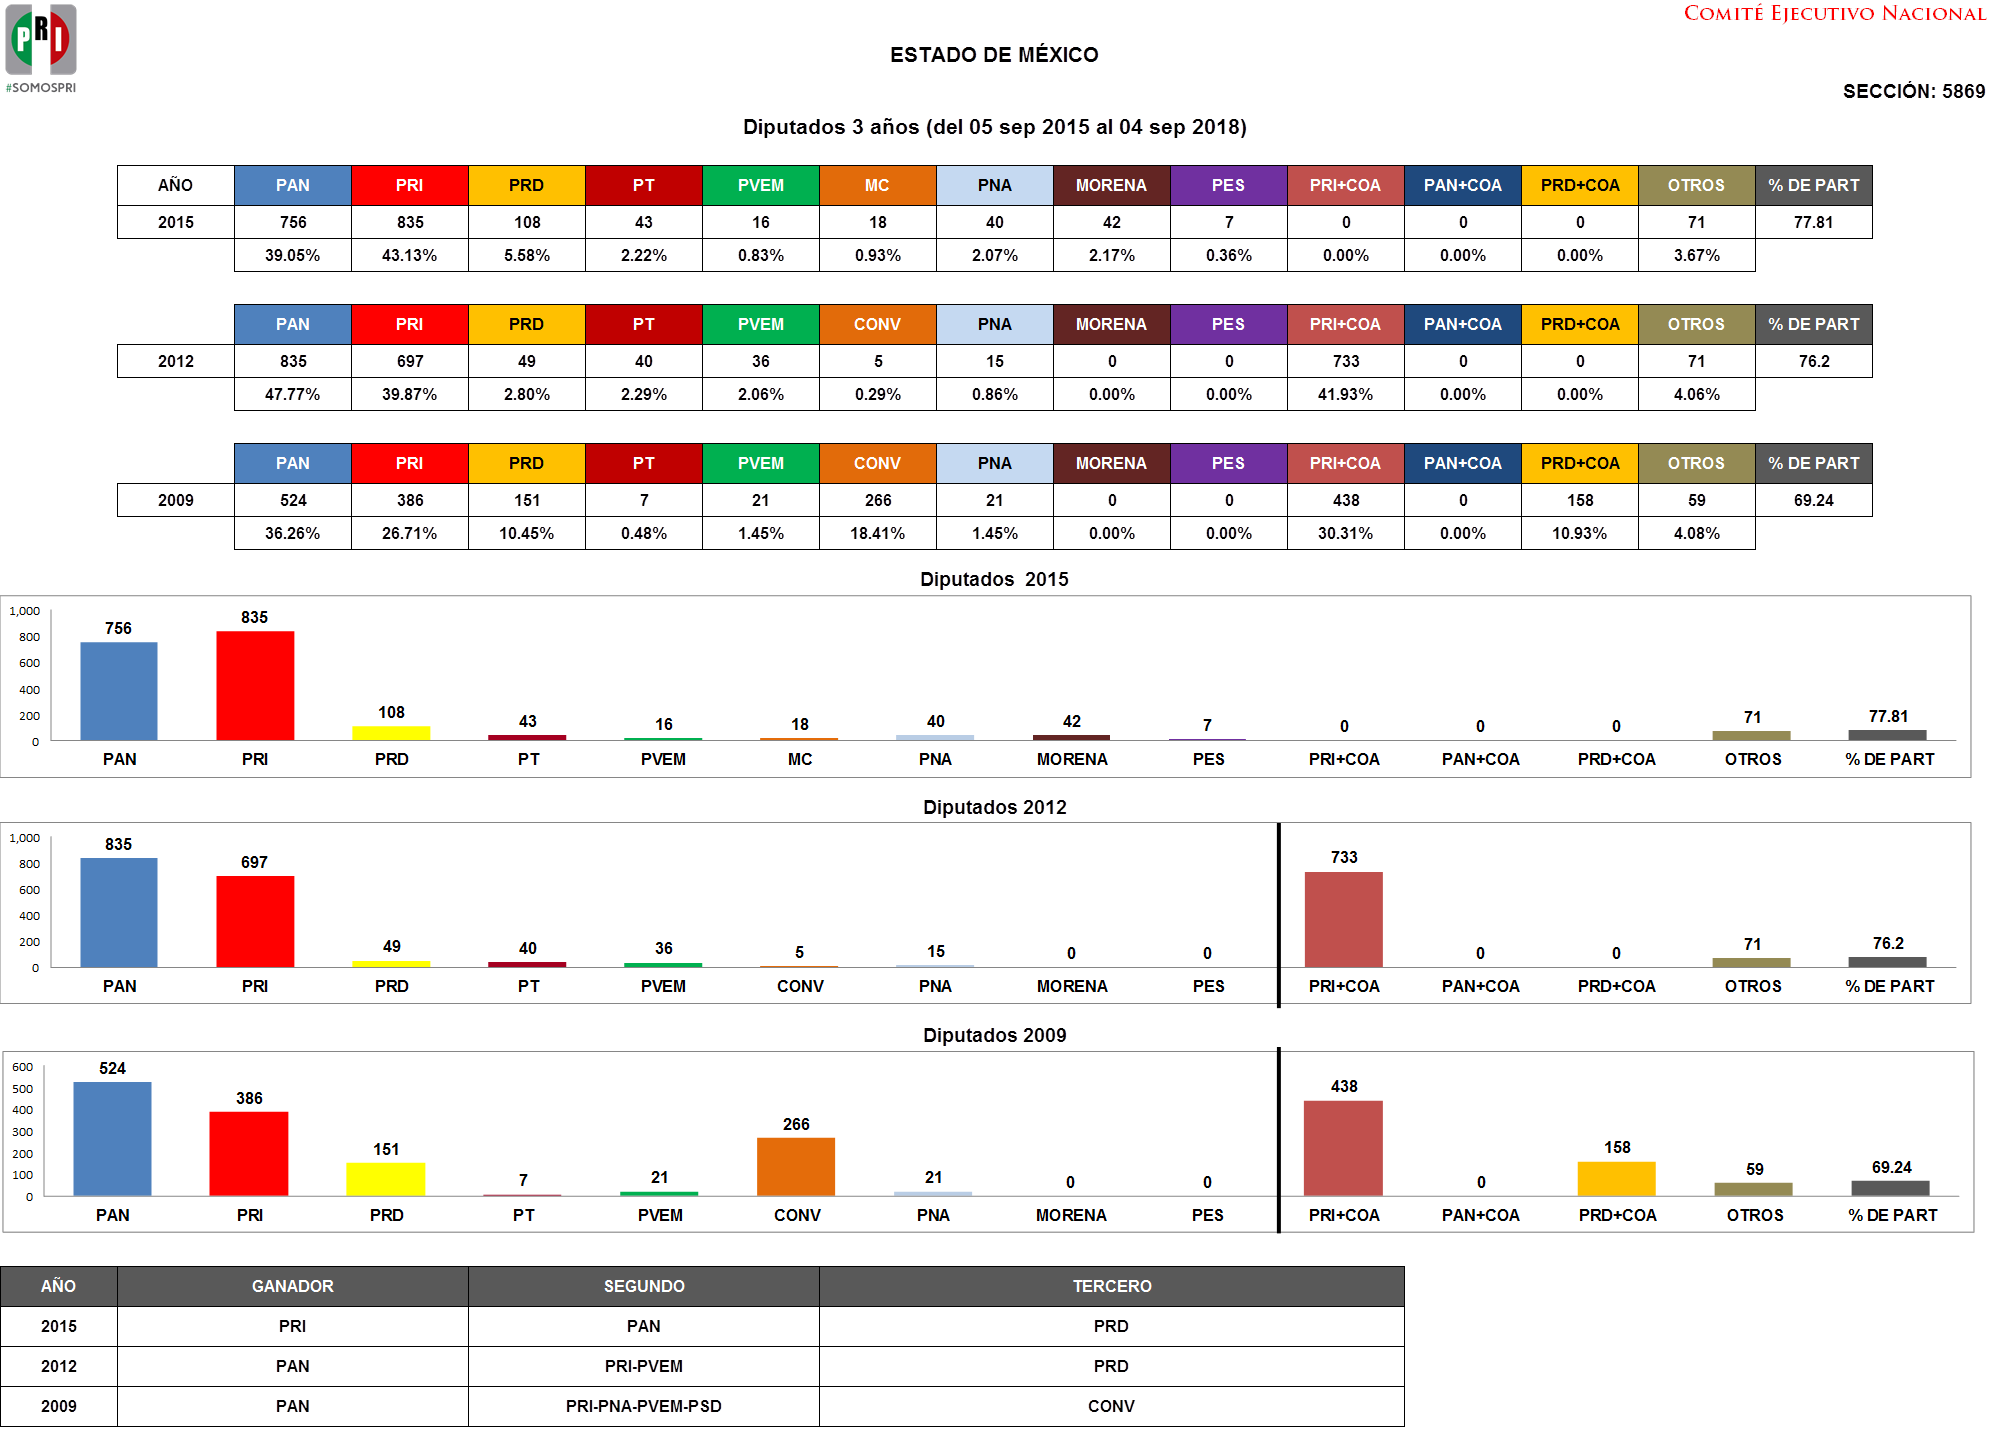 PRI
#SOMOSPRI
COMITÉ EJECUTIVO NACIONAL
ESTADO DE MÉXICO
SECCIÓN: 5869
Diputados 3 años (del 05 sep 2015 al 04 sep 2018)
AÑO PAN PRI PRD PT PVEM MC PNA MORENA PES PRI+COA PAN+COA PRD+COA OTROS % DE PART
2015 756 835 108 43 16 18 40 42 7 0 0 0 71 77.81
39.05% 43.13% 5.58% 2.22% 0.83% 0.93% 2.07% 2.17% 0.36% 0.00% 0.00% 0.00% 3.67%
PAN PRI PRD PT PVEM CONV PNA MORENA PES PRI+COA PAN+COA PRD+COA OTROS % DE PART
2012 835 697 49 40 36 5 15 0 0 733 0 0 71 76.2
47.77% 39.87% 2.80% 2.29% 2.06% 0.29% 0.86% 0.00% 0.00% 41.93% 0.00% 0.00% 4.06%
PAN PRI PRD PT PVEM CONV PNA MORENA PES PRI+COA PAN+COA PRD+COA OTROS % DE PART
2009 524 386 151 7 21 266 21 0 0 438 0 158 59 69.24
36.26% 26.71% 10.45% 0.48% 1.45% 18.41% 1.45% 0.00% 0.00% 30.31% 0.00% 10.93% 4.08%
Diputados 2015
1,000
800
600
400
200
0
756 835 108 43 16 18 40 42 7 0 0 0 71 77.81
PAN PRI PRD PT PVEM MC PNA MORENA PES PRI+COA PAN+COA PRD+COA OTROS % DE PART
Diputados 2012
1,000
800
600
400
200
0
835 697 49 40 36 5 15 0 0 733 0 0 71 76.2
PAN PRI PRD PT PVEM CONV PNA MORENA PES PRI+COA PAN+COA PRD+COA OTROS % DE PART
Diputados 2009
600
500
400
300
200
100
0
524 386 151 7 21 266 21 0 0 438 0 158 59 69.24
PAN PRI PRD PT PVEM CONV PNA MORENA PES PRI+COA PAN+COA PRD+COA OTROS % DE PART
AÑO GANADOR SEGUNDO TERCERO
2015 PRI PAN PRD
2012 PAN PRI-PVEM PRD
2009 PAN PRI-PNA-PVEM-PSD CONV